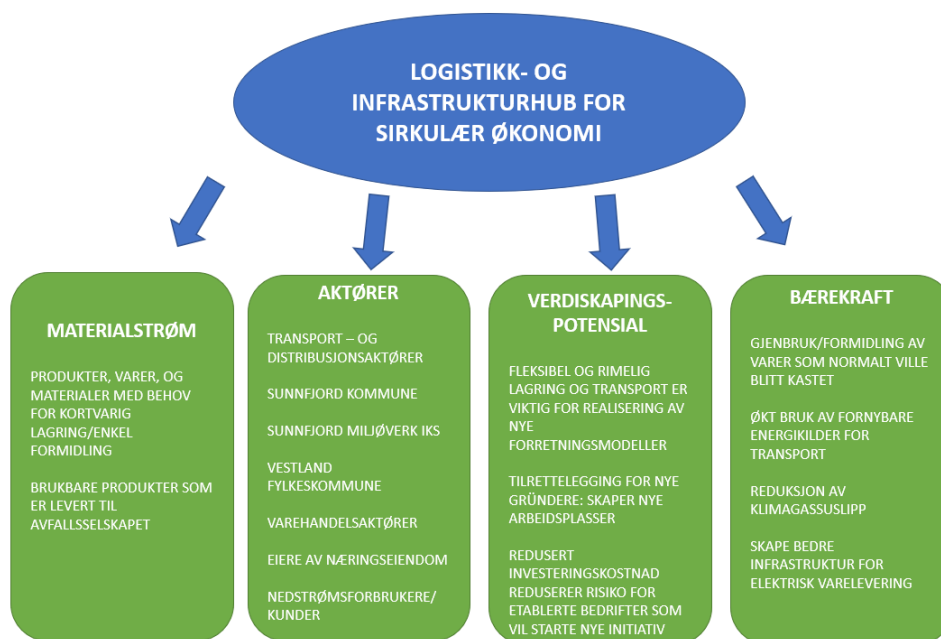 LOGISTIKK- OG
INFRASTRUKTURHUB FOR
SIRKULÆR ØKONOMI
MATERIALSTRØM
PRODUKTER, VARER, OG
MATERIALER MED BEHOV
FOR KORTVARIG
LAGRING/ENKEL
FORMIDLING
BRUKBARE PRODUKTER SOM
ER LEVERT TIL
AVFALLSSELSKAPET
AKTØRER
TRANSPORT – OG
DISTRIBUSJONSAKTØRER
SUNNFJORD KOMMUNE
SUNNFJORD MILJØVERK IKS
VESTLAND
FYLKESKOMMUNE
VAREHANDELSAKTØRER
EIERE AV NÆRINGSEIENDOM
NEDSTRØMSFORBRUKERE/
KUNDER
VERDISKAPINGS-
POTENSIAL
FLEKSIBEL OG RIMELIG
LAGRING OG TRANSPORT ER
VIKTIG FOR REALISERING AV
NYE
FORRETNINGSMODELLER
TILRETTELEGGING FOR NYE
GRÜNDERE: SKAPER NYE
ARBEIDSPLASSER
REDUSERT
INVESTERINGSKOSTNAD
REDUSERER RISIKO FOR
ETABLERTE BEDRIFTER SOM
VIL STARTE NYE INITIATIV
BÆREKRAFT
GJENBRUK/FORMIDLING AV
VARER SOM NORMALT VILLE
BLITT KASTET
ØKT BRUK AV FORNYBARE
ENERGIKILDER FOR
TRANSPORT
REDUKSJON AV
KLIMAGASSUSLIPP
SKAPE BEDRE
INFRASTRUKTUR FOR
ELEKTRISK VARELEVERING